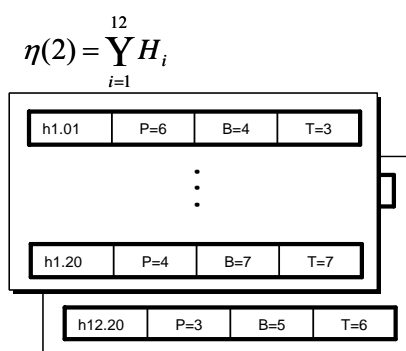 12
η(2) = Y H_i
i=1
h1.01 P=6 B=4 T=3
⋮
h1.20 P=4 B=7 T=7
h12.20 P=3 B=5 T=6